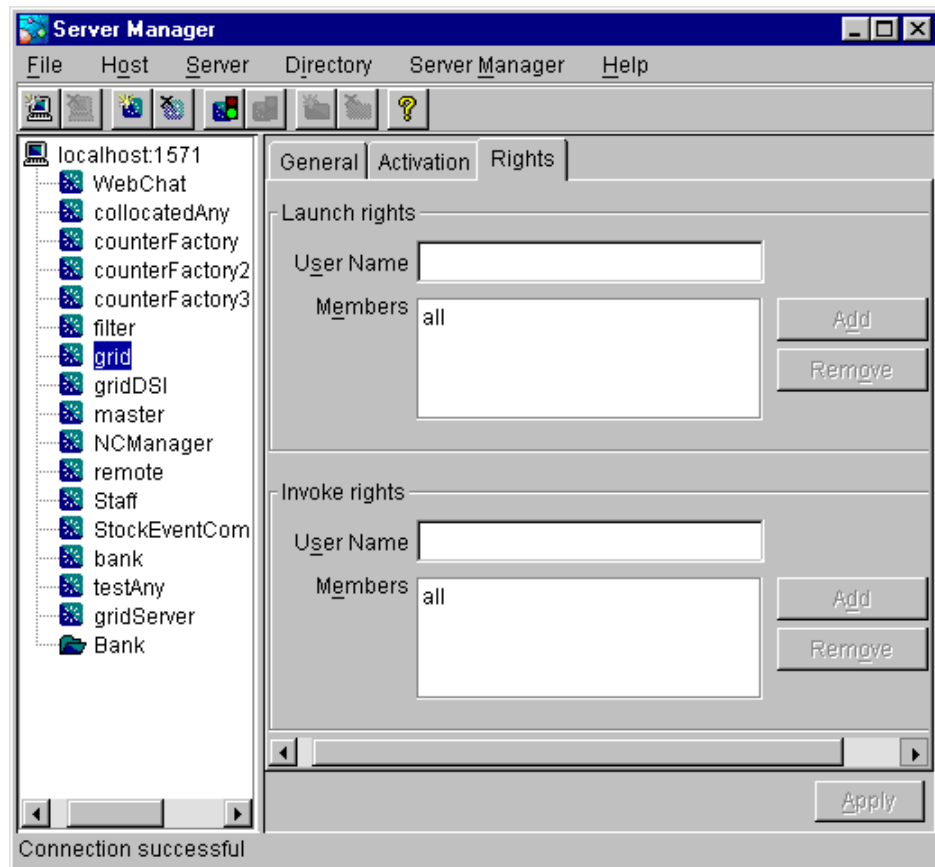 Server Manager
File Host Server Directory Server Manager Help
localhost:1571
WebChat
collocatedAny
counterFactory
counterFactory2
counterFactory3
filter
grid
gridDSI
master
NCManager
remote
Staff
StockEventCom
bank
testAny
gridServer
Bank
General Activation Rights
Launch rights
User Name
Members
all
Add
Remove
Invoke rights
User Name
Members
all
Add
Remove
Apply
Connection successful